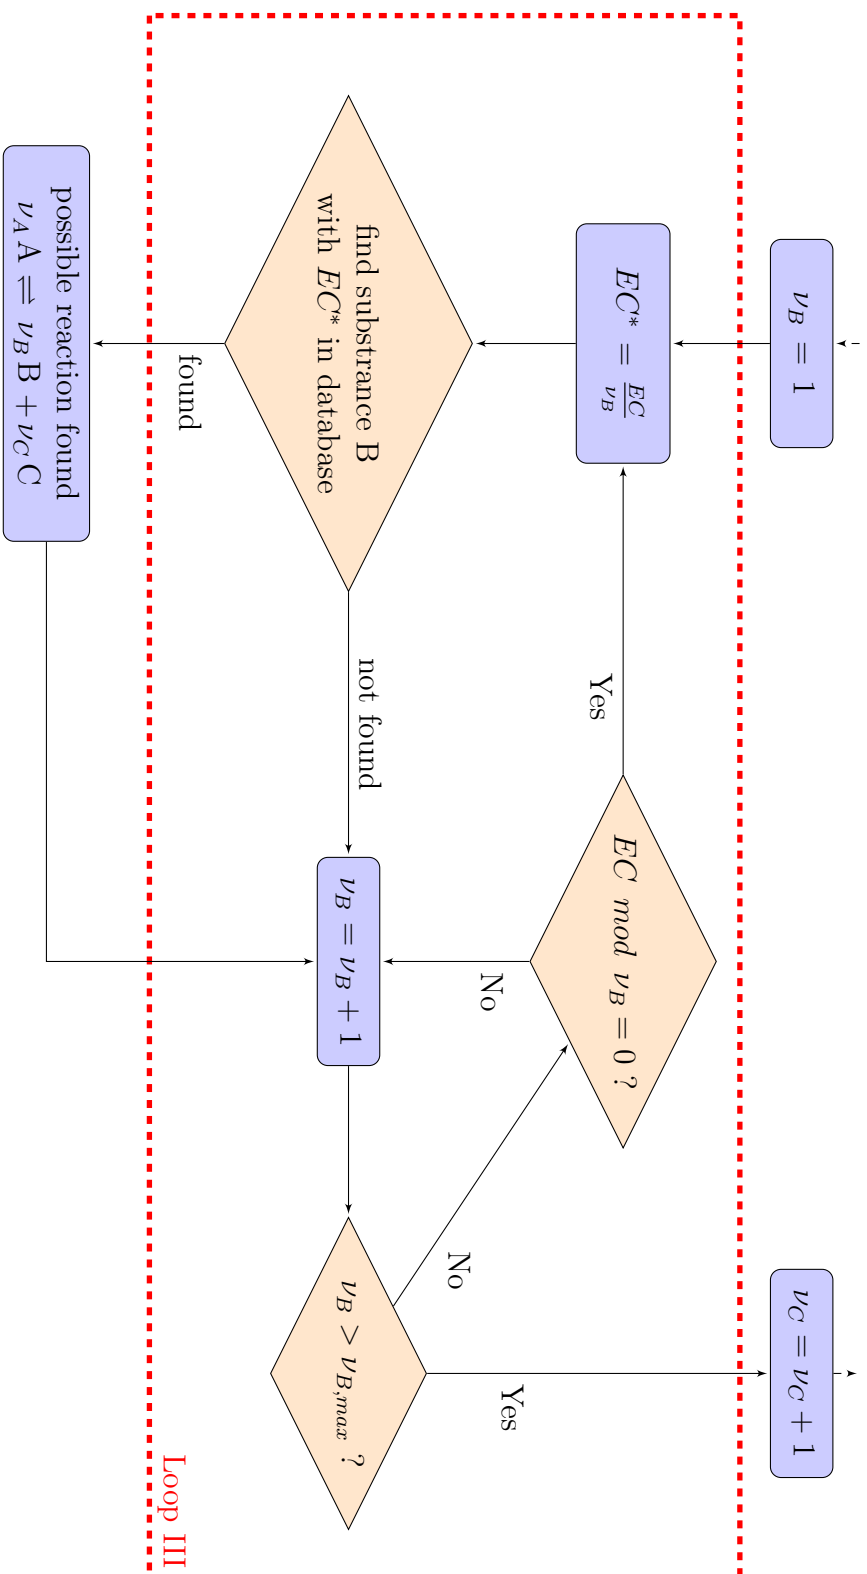 ν_B = 1
ν_C = ν_C + 1
EC* = EC/ν_B
Yes
EC mod ν_B = 0 ?
No
No
Yes
find substrance B
with EC* in database
not found
ν_B = ν_B + 1
ν_B > ν_{B,max} ?
found
Loop III
possible reaction found
ν_A A ⇌ ν_B B + ν_C C